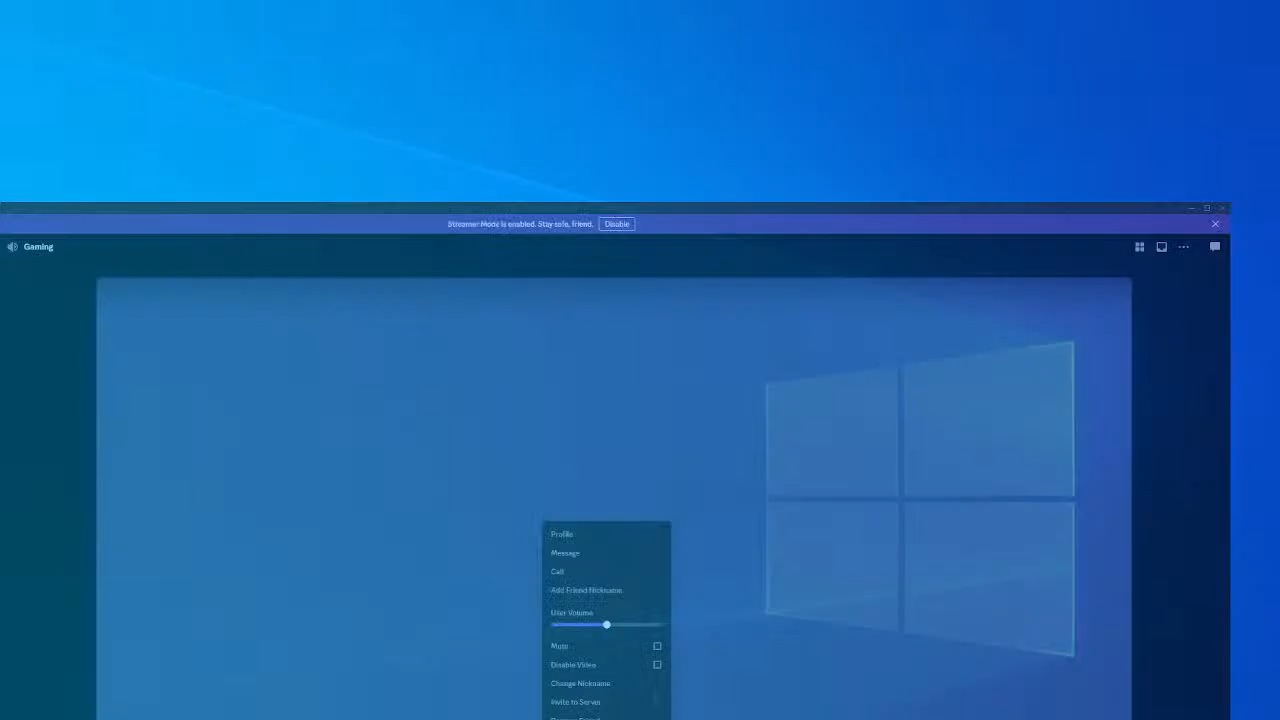 Streamer Mode is enabled. Stay safe, friend. Disable
Gaming
Profile
Message
Call
Add Friend Nickname
User Volume
Mute
Disable Video
Change Nickname
Invite to Server